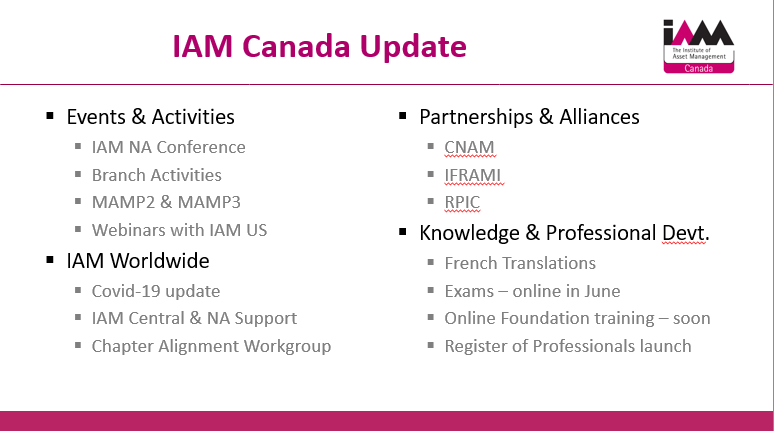 IAM Canada Update
iAM
The Institute of
Asset Management
Canada
▪ Events & Activities
▪ IAM NA Conference
▪ Branch Activities
▪ MAMP2 & MAMP3
▪ Webinars with IAM US
▪ IAM Worldwide
▪ Covid-19 update
▪ IAM Central & NA Support
▪ Chapter Alignment Workgroup
▪ Partnerships & Alliances
▪ CNAM
▪ IFRAMI
▪ RPIC
▪ Knowledge & Professional Devt.
▪ French Translations
▪ Exams – online in June
▪ Online Foundation training – soon
▪ Register of Professionals launch